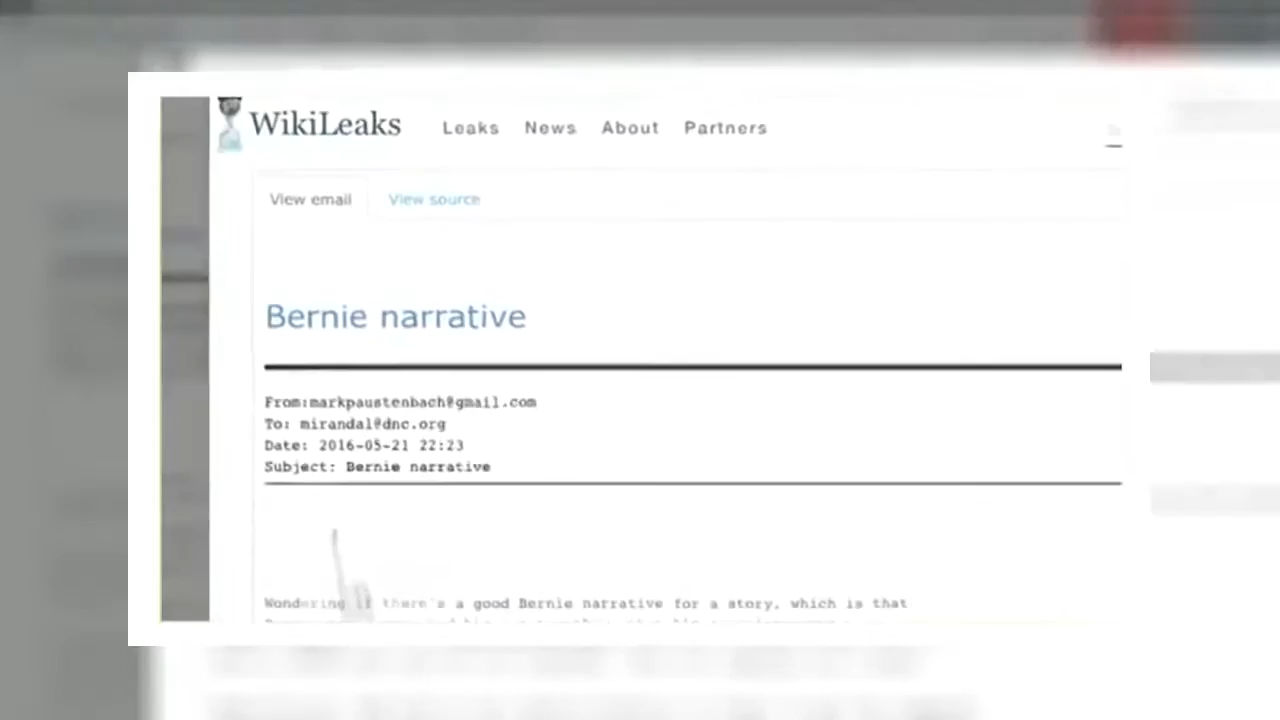 WikiLeaks
Leaks News About Partners
View email View source
Bernie narrative
From:markpaustenbach@gmail.com
To: mirandal@dnc.org
Date: 2016-05-21 22:23
Subject: Bernie narrative
Wondering if there's a good Bernie narrative for a story, which is that